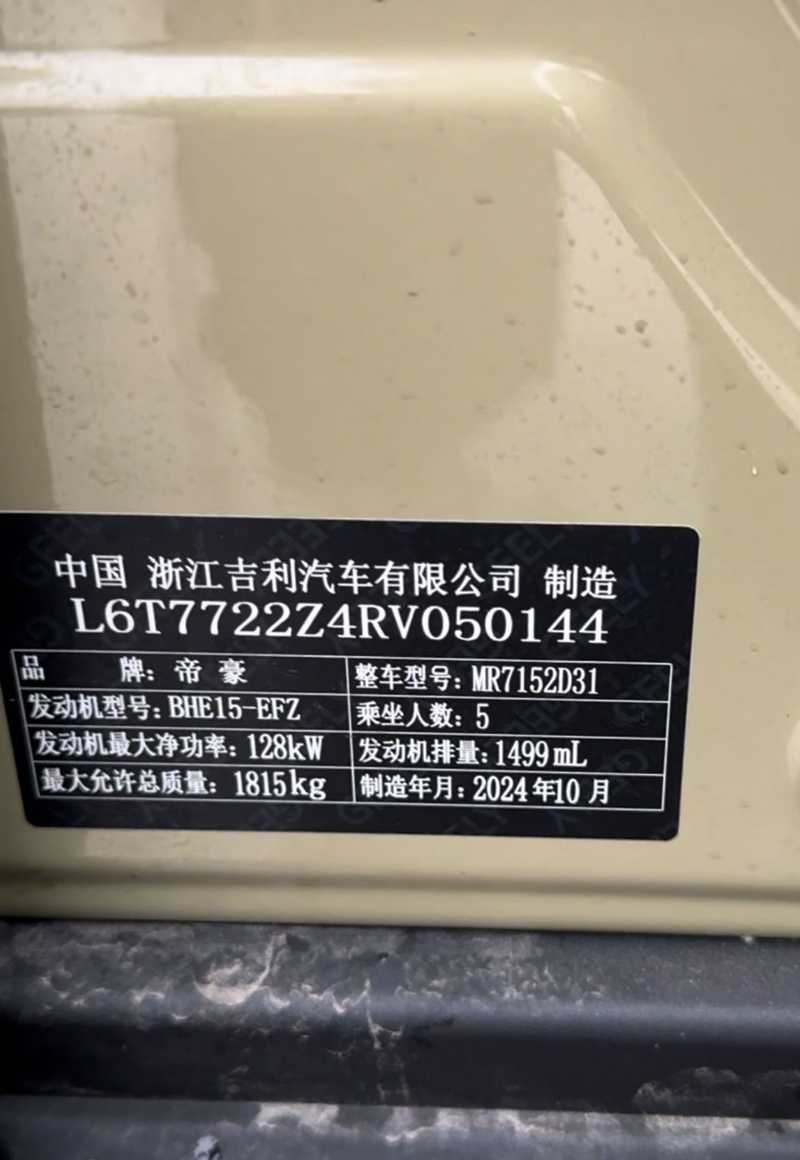 中国 浙江吉利汽车有限公司 制造
L6T7722Z4RV050144
品 牌: 帝豪 整车型号: MR7152D31
发动机型号: BHE15-EFZ 乘坐人数: 5
发动机最大净功率: 128kW 发动机排量: 1499mL
最大允许总质量: 1815kg 制造年月: 2024年10月